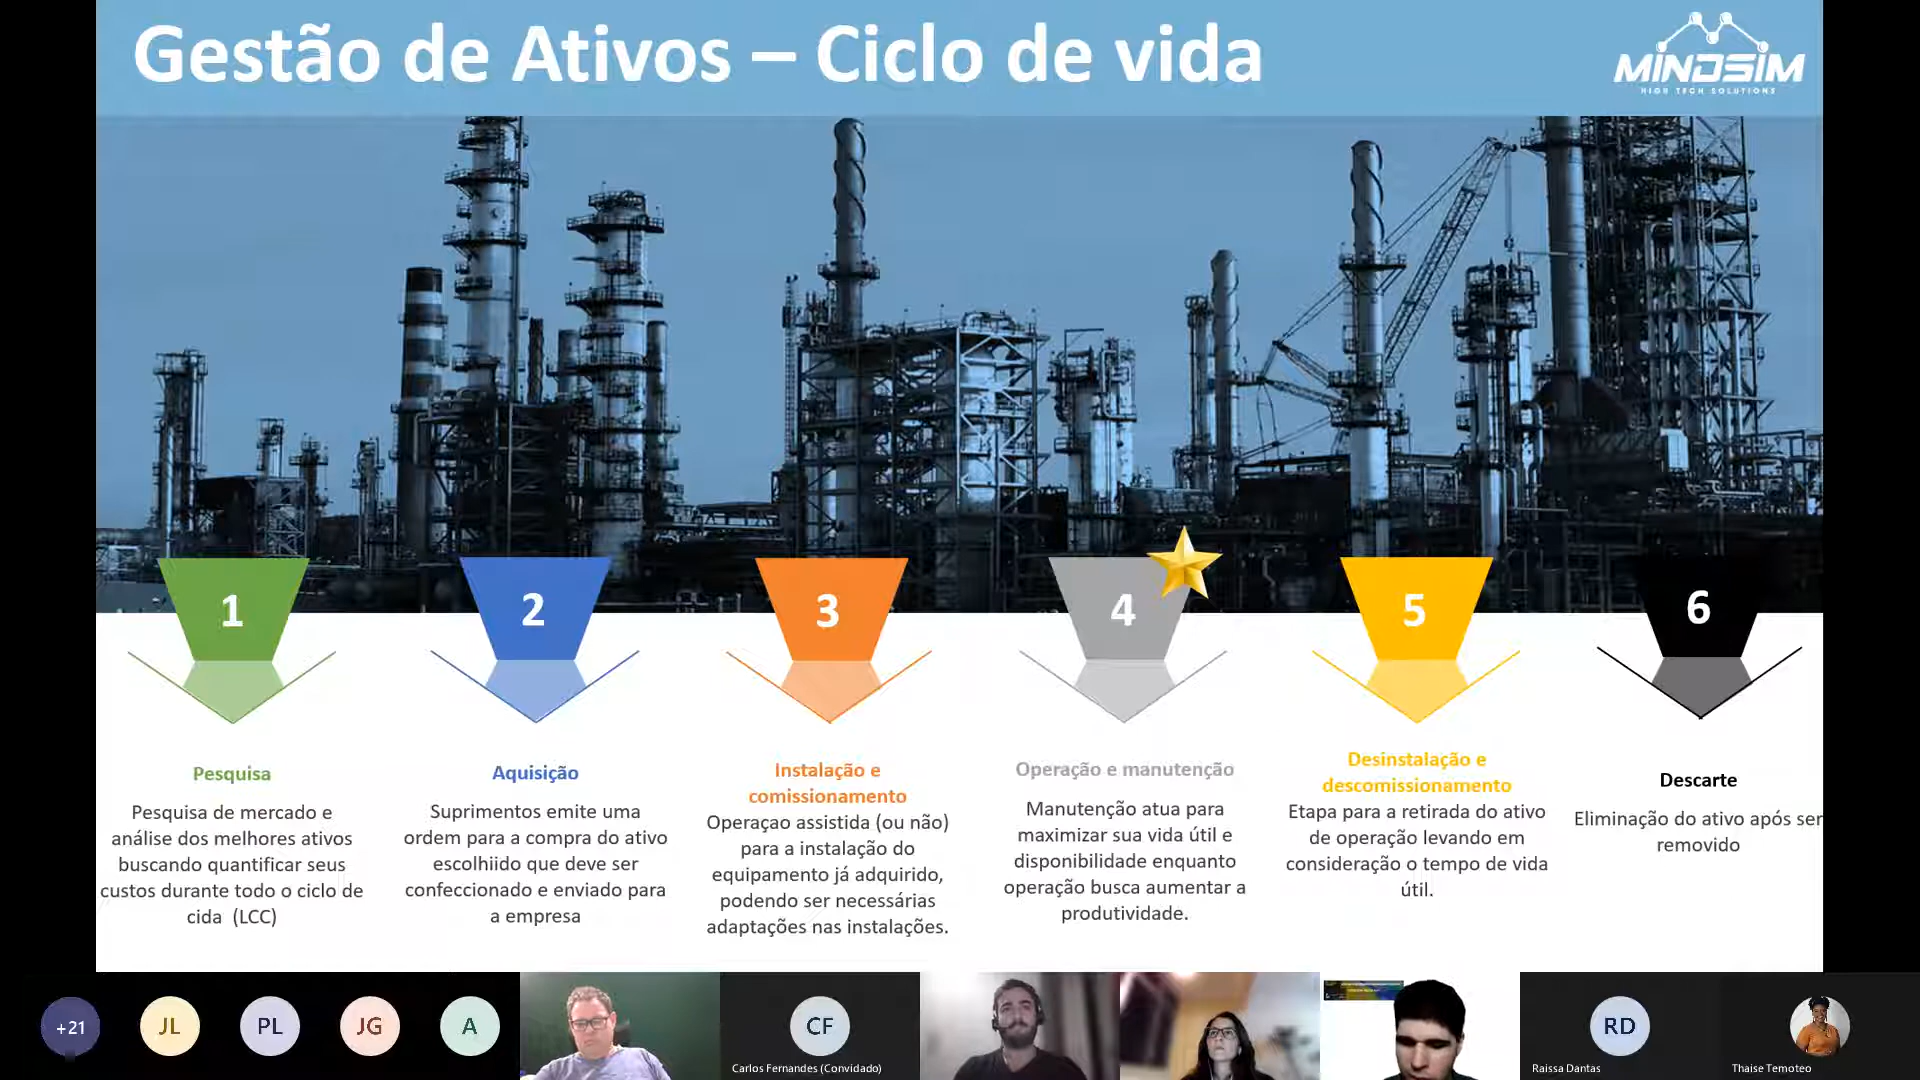 Gestão de Ativos – Ciclo de vida
MINDSIM
HIGH TECH SOLUTIONS
1
2
3
4
5
6
Pesquisa
Pesquisa de mercado e
análise dos melhores ativos
buscando quantificar seus
custos durante todo o ciclo de
cida (LCC)
Aquisição
Suprimentos emite uma
ordem para a compra do ativo
escolhiido que deve ser
confeccionado e enviado para
a empresa
Instalação e
comissionamento
Operaçao assistida (ou não)
para a instalação do
equipamento já adquirido,
podendo ser necessárias
adaptações nas instalações.
Operação e manutenção
Manutenção atua para
maximizar sua vida útil e
disponibilidade enquanto
operação busca aumentar a
produtividade.
Desinstalação e
descomissionamento
Etapa para a retirada do ativo
de operação levando em
consideração o tempo de vida
útil.
Descarte
Eliminação do ativo após ser
removido
+21
JL
PL
JG
A
CF
Carlos Fernandes (Convidado)
RD
Raissa Dantas
Thaise Temoteo